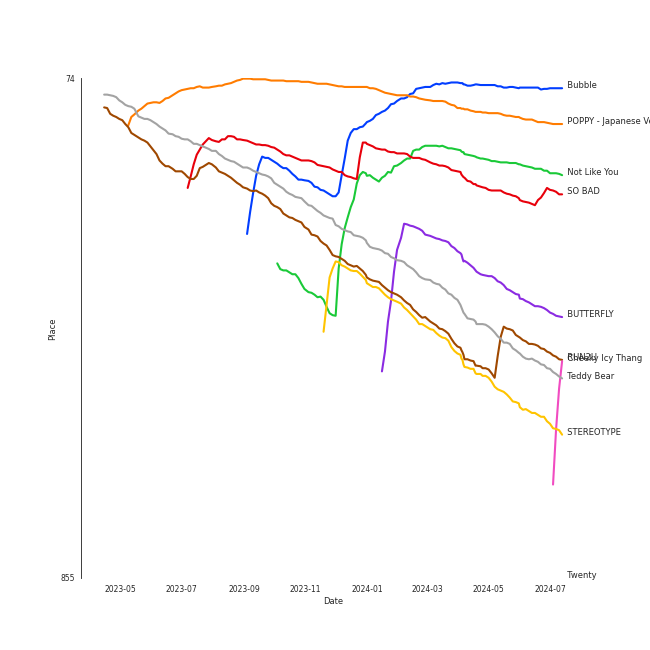 74
Bubble
POPPY - Japanese Ve
Not Like You
SO BAD
BUTTERFLY
Cheeky Icy Thang
Teddy Bear
STEREOTYPE
Twenty
855
Place
2023-05 2023-07 2023-09 2023-11 2024-01 2024-03 2024-05 2024-07
Date